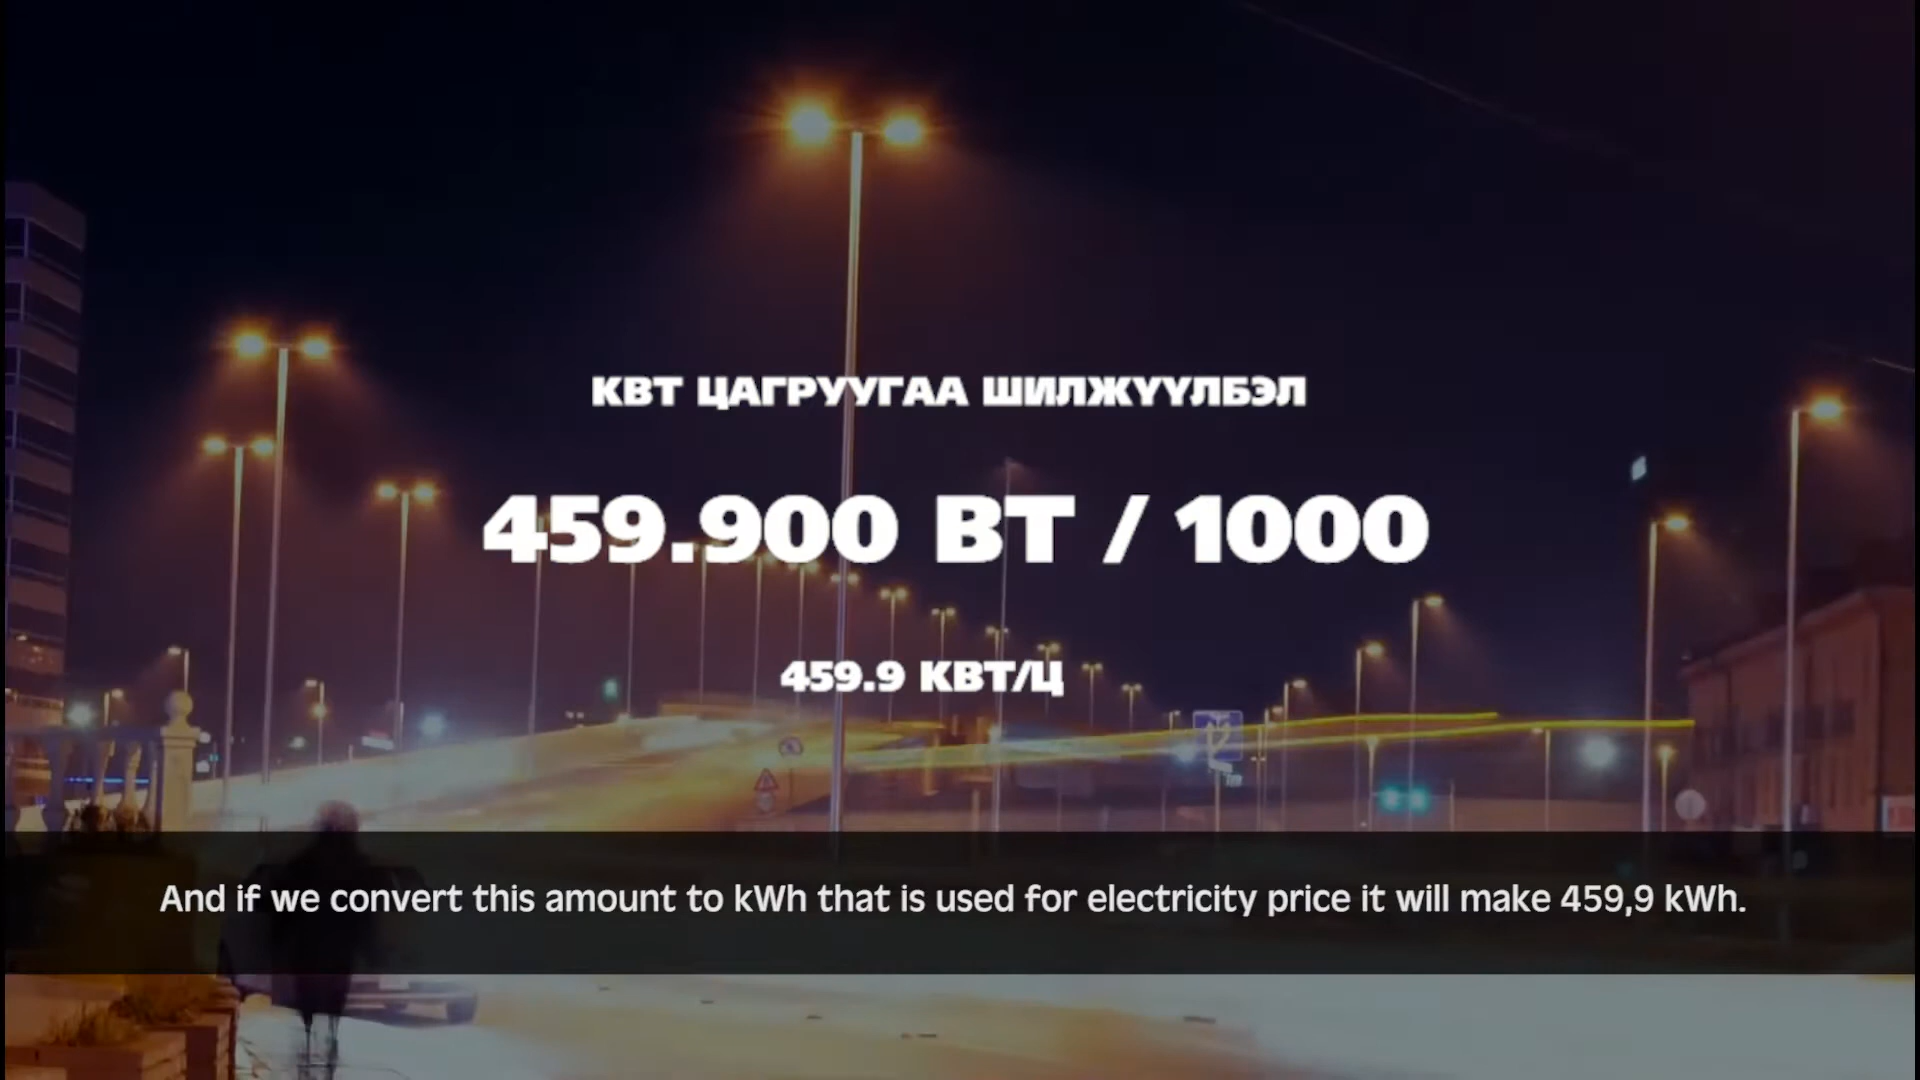 КВТ ЦАГРУУГАА ШИЛЖҮҮЛБЭЛ
459.900 ВТ / 1000
459.9 КВТ/Ц
And if we convert this amount to kWh that is used for electricity price it will make 459,9 kWh.